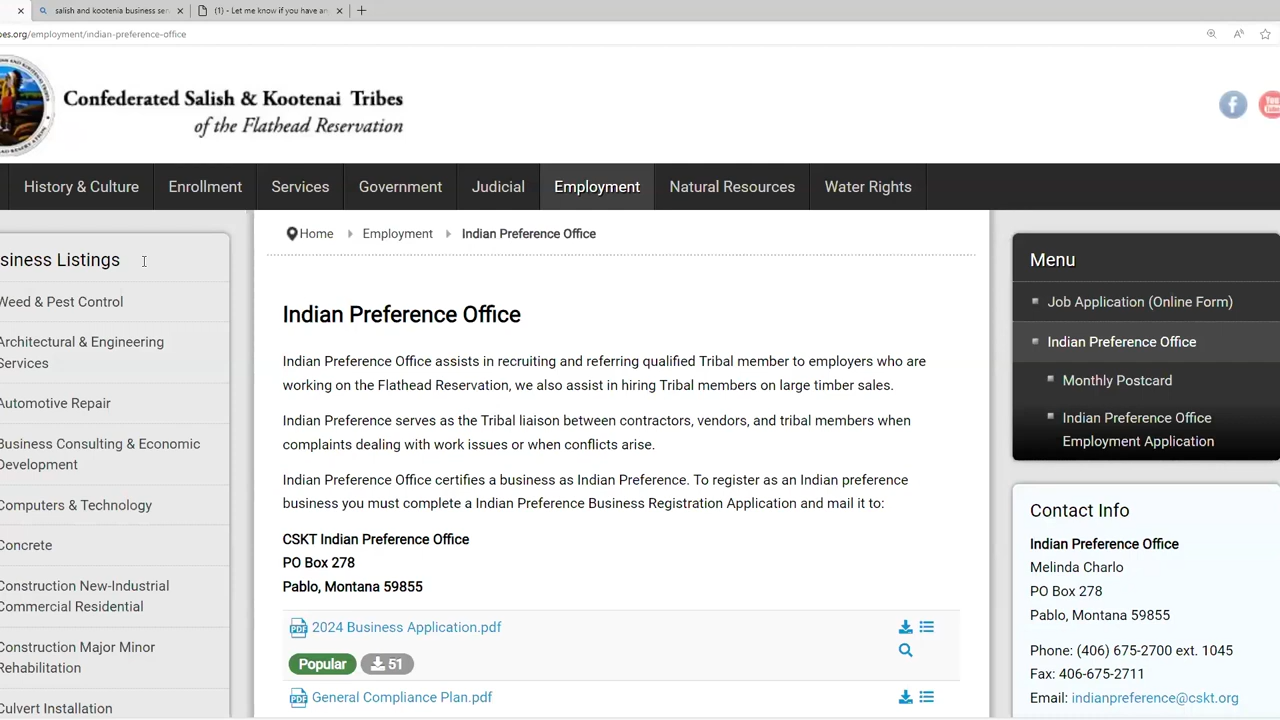 salish and kootenia business ser
(1) - Let me know if you have an
bes.org/employment/indian-preference-office
Confederated Salish & Kootenai Tribes
of the Flathead Reservation
History & Culture
Enrollment
Services
Government
Judicial
Employment
Natural Resources
Water Rights
Home
Employment
Indian Preference Office
siness Listings
Weed & Pest Control
Architectural & Engineering
Services
Automotive Repair
Business Consulting & Economic
Development
Computers & Technology
Concrete
Construction New-Industrial
Commercial Residential
Construction Major Minor
Rehabilitation
Culvert Installation
Indian Preference Office
Indian Preference Office assists in recruiting and referring qualified Tribal member to employers who are
working on the Flathead Reservation, we also assist in hiring Tribal members on large timber sales.
Indian Preference serves as the Tribal liaison between contractors, vendors, and tribal members when
complaints dealing with work issues or when conflicts arise.
Indian Preference Office certifies a business as Indian Preference. To register as an Indian preference
business you must complete a Indian Preference Business Registration Application and mail it to:
CSKT Indian Preference Office
PO Box 278
Pablo, Montana 59855
PDF 2024 Business Application.pdf
Popular 51
PDF General Compliance Plan.pdf
Menu
Job Application (Online Form)
Indian Preference Office
Monthly Postcard
Indian Preference Office
Employment Application
Contact Info
Indian Preference Office
Melinda Charlo
PO Box 278
Pablo, Montana 59855
Phone: (406) 675-2700 ext. 1045
Fax: 406-675-2711
Email: indianpreference@cskt.org